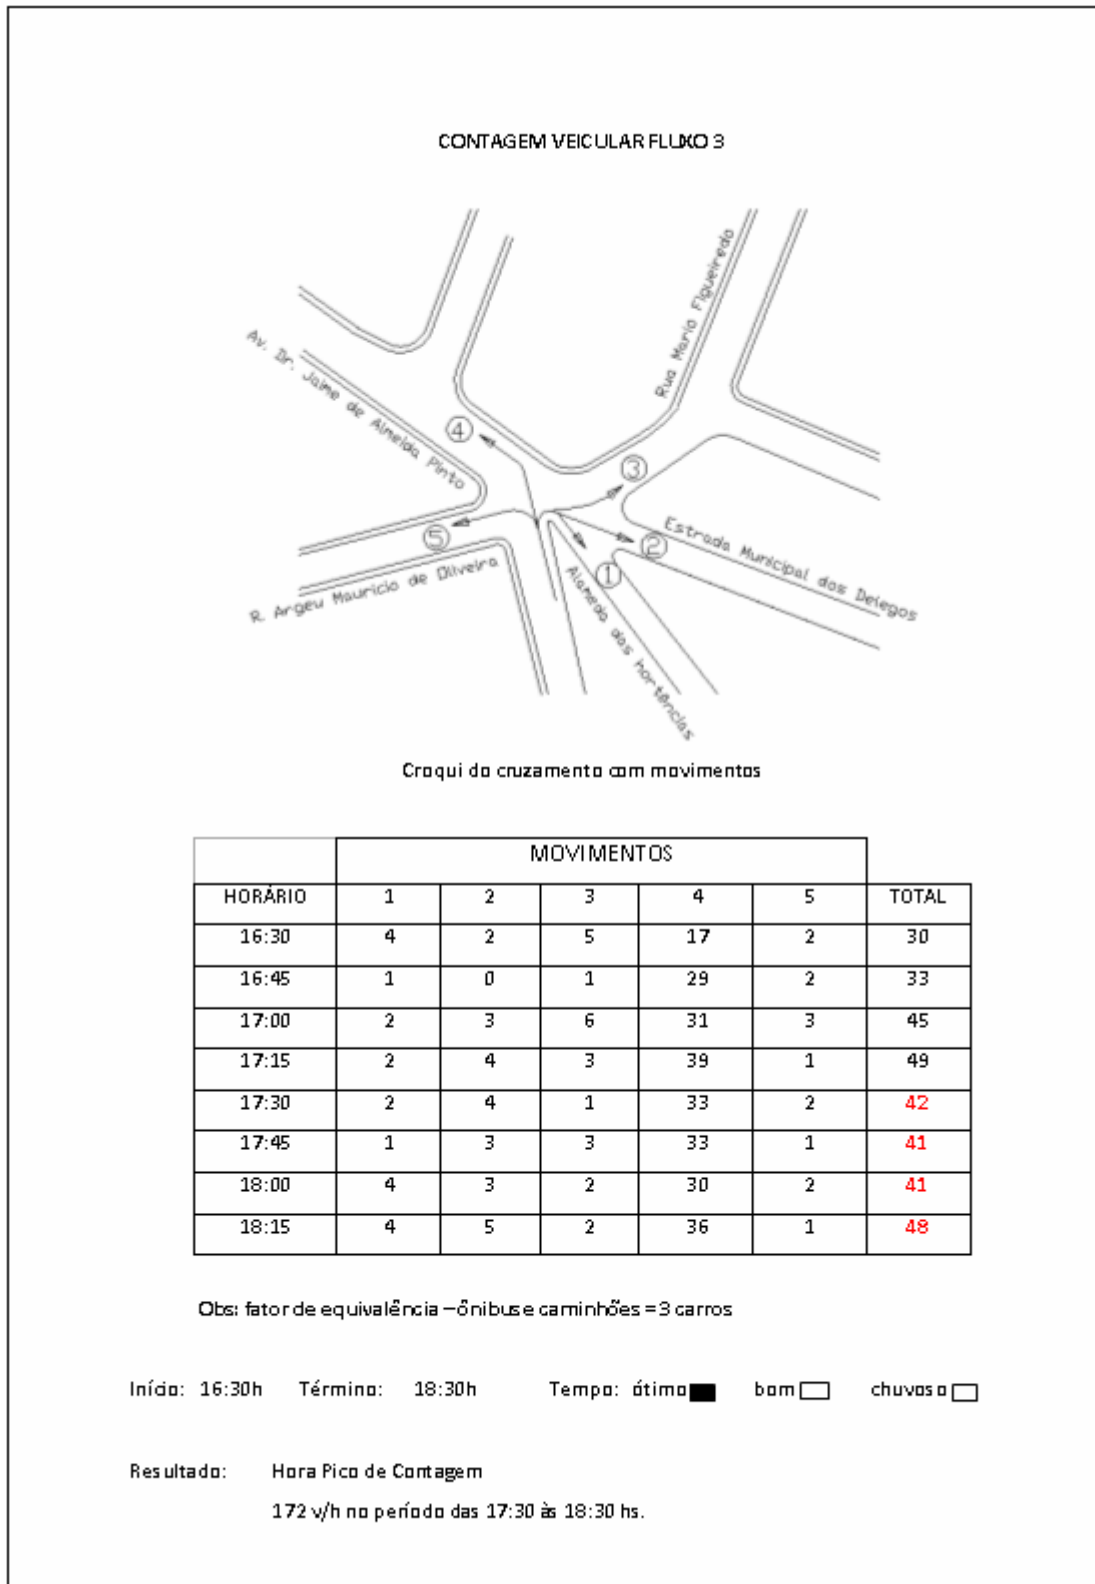 CONTAGEM VEICULAR FLUXO 3
Rua Maria Figueiredo
Av. Dr. Jaime de Almeida Pinto
4
3
5
2
1
Estrada Municipal dos Delegos
R. Argeu Mauricio de Oliveira
Alameda das hortências
Croqui do cruzamento com movimentos
MOVIMENTOS
HORÁRIO 1 2 3 4 5 TOTAL
16:30 4 2 5 17 2 30
16:45 1 0 1 29 2 33
17:00 2 3 6 31 3 45
17:15 2 4 3 39 1 49
17:30 2 4 1 33 2 42
17:45 1 3 3 33 1 41
18:00 4 3 2 30 2 41
18:15 4 5 2 36 1 48
Obs: fator de equivalência – ônibus e caminhões = 3 carros
Início: 16:30h Término: 18:30h Tempo: ótimo bom chuvoso
Resultado: Hora Pico de Contagem
172 v/h no período das 17:30 às 18:30 hs.